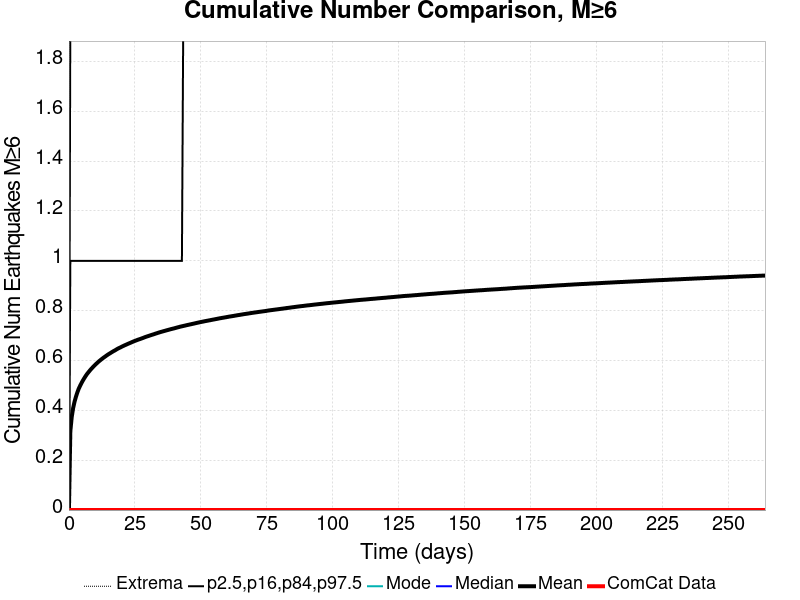 Cumulative Number Comparison, M≥6
Cumulative Num Earthquakes M≥6
1.8
1.6
1.4
1.2
1
0.8
0.6
0.4
0.2
0
0 25 50 75 100 125 150 175 200 225 250
Time (days)
Extrema p2.5,p16,p84,p97.5 Mode Median Mean ComCat Data